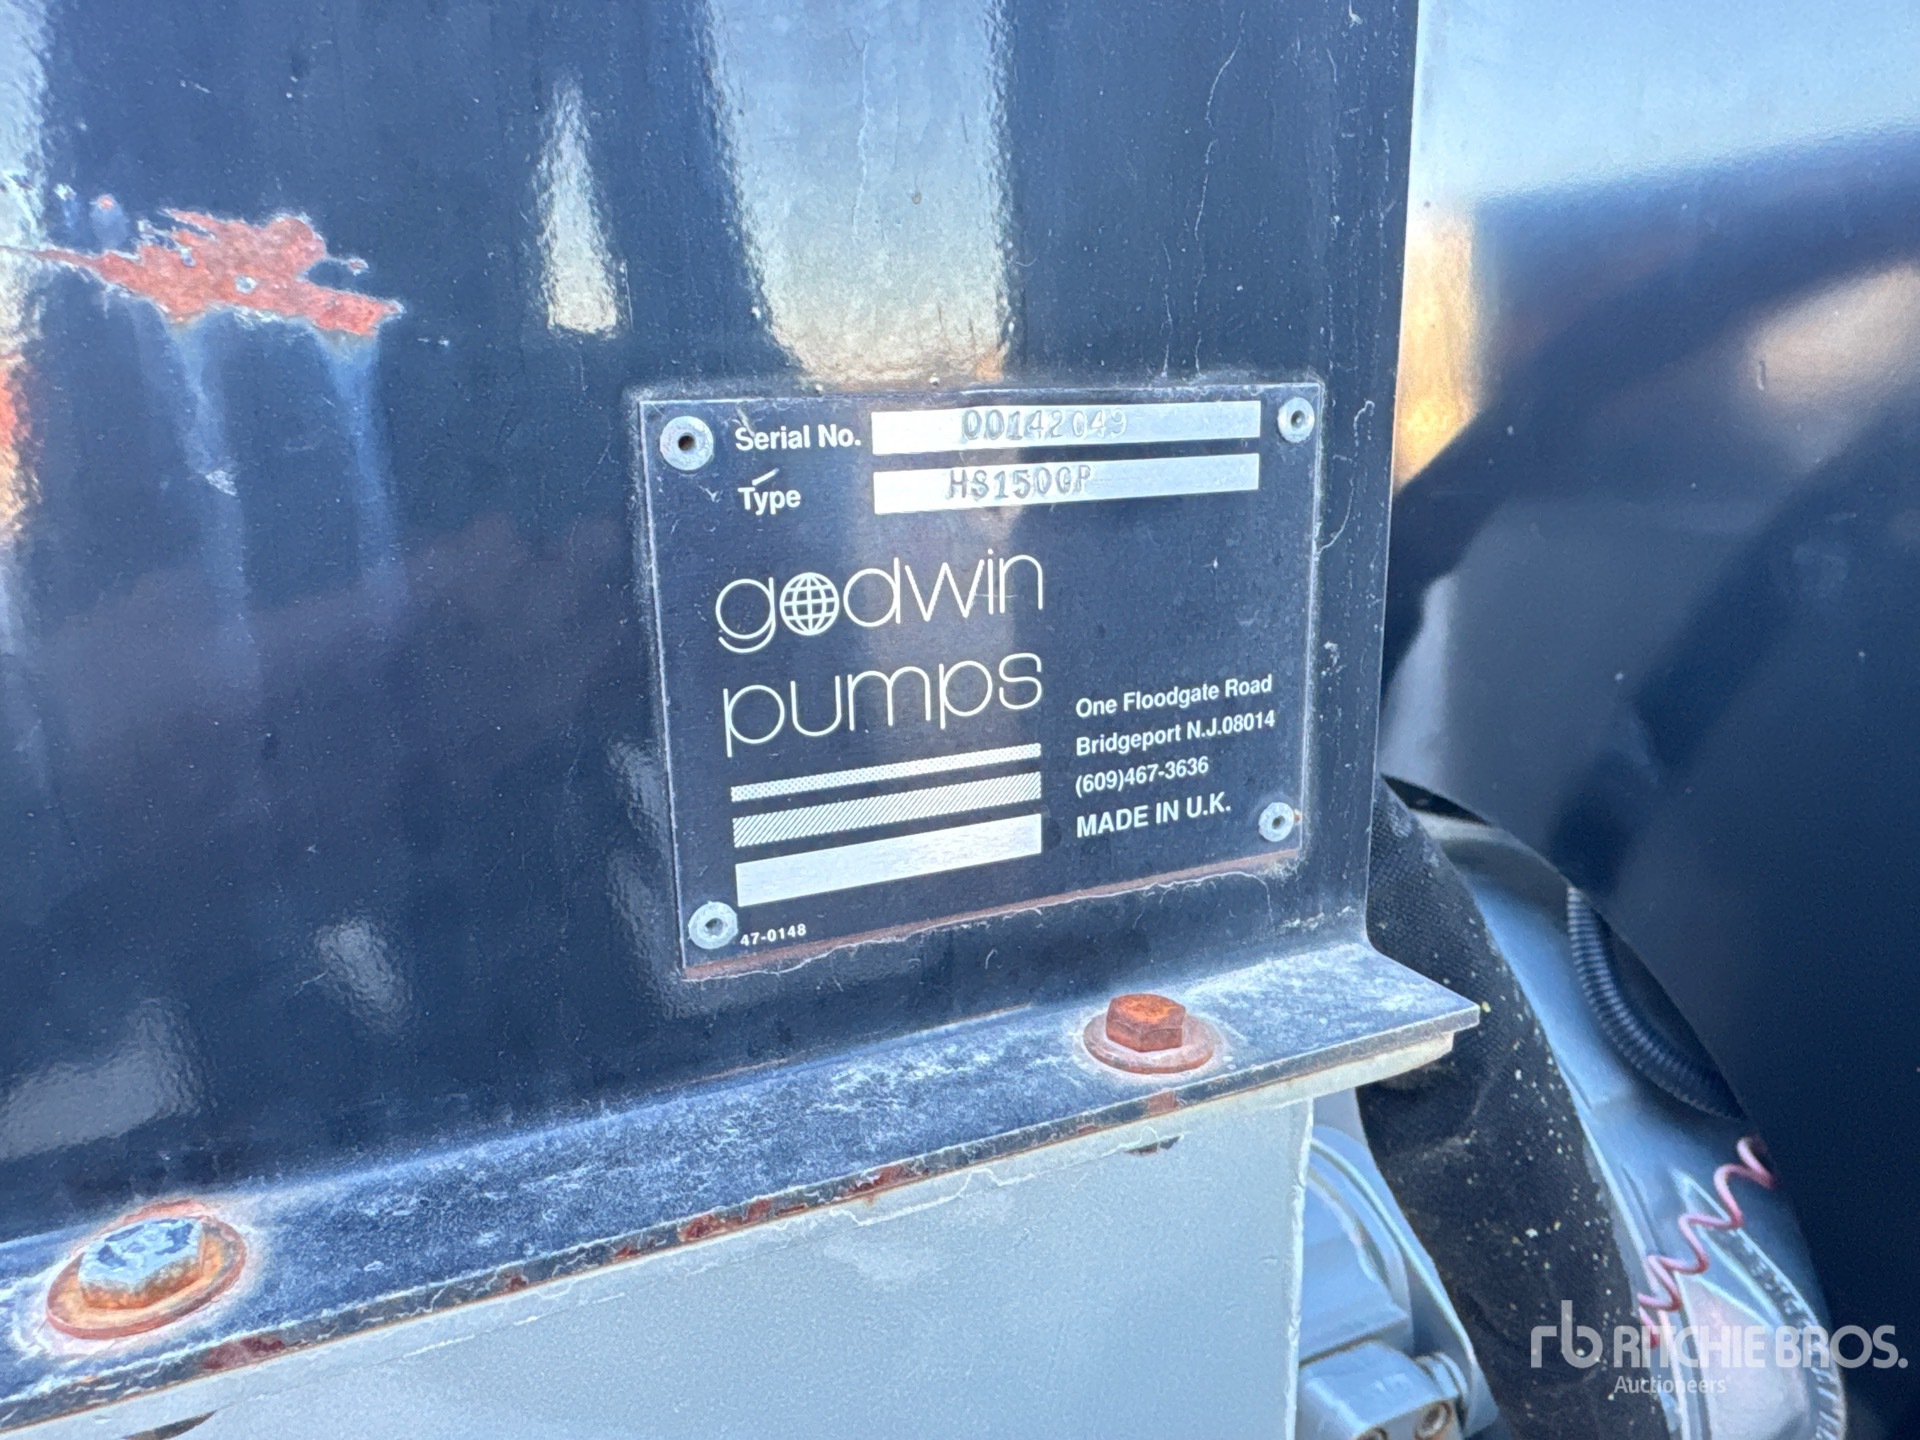 Serial No. 00142049
Type HS150GP
godwin
pumps
One Floodgate Road
Bridgeport N.J.08014
(609)467-3636
MADE IN U.K.
47-0148
rb RITCHIE BROS.
Auctioneers